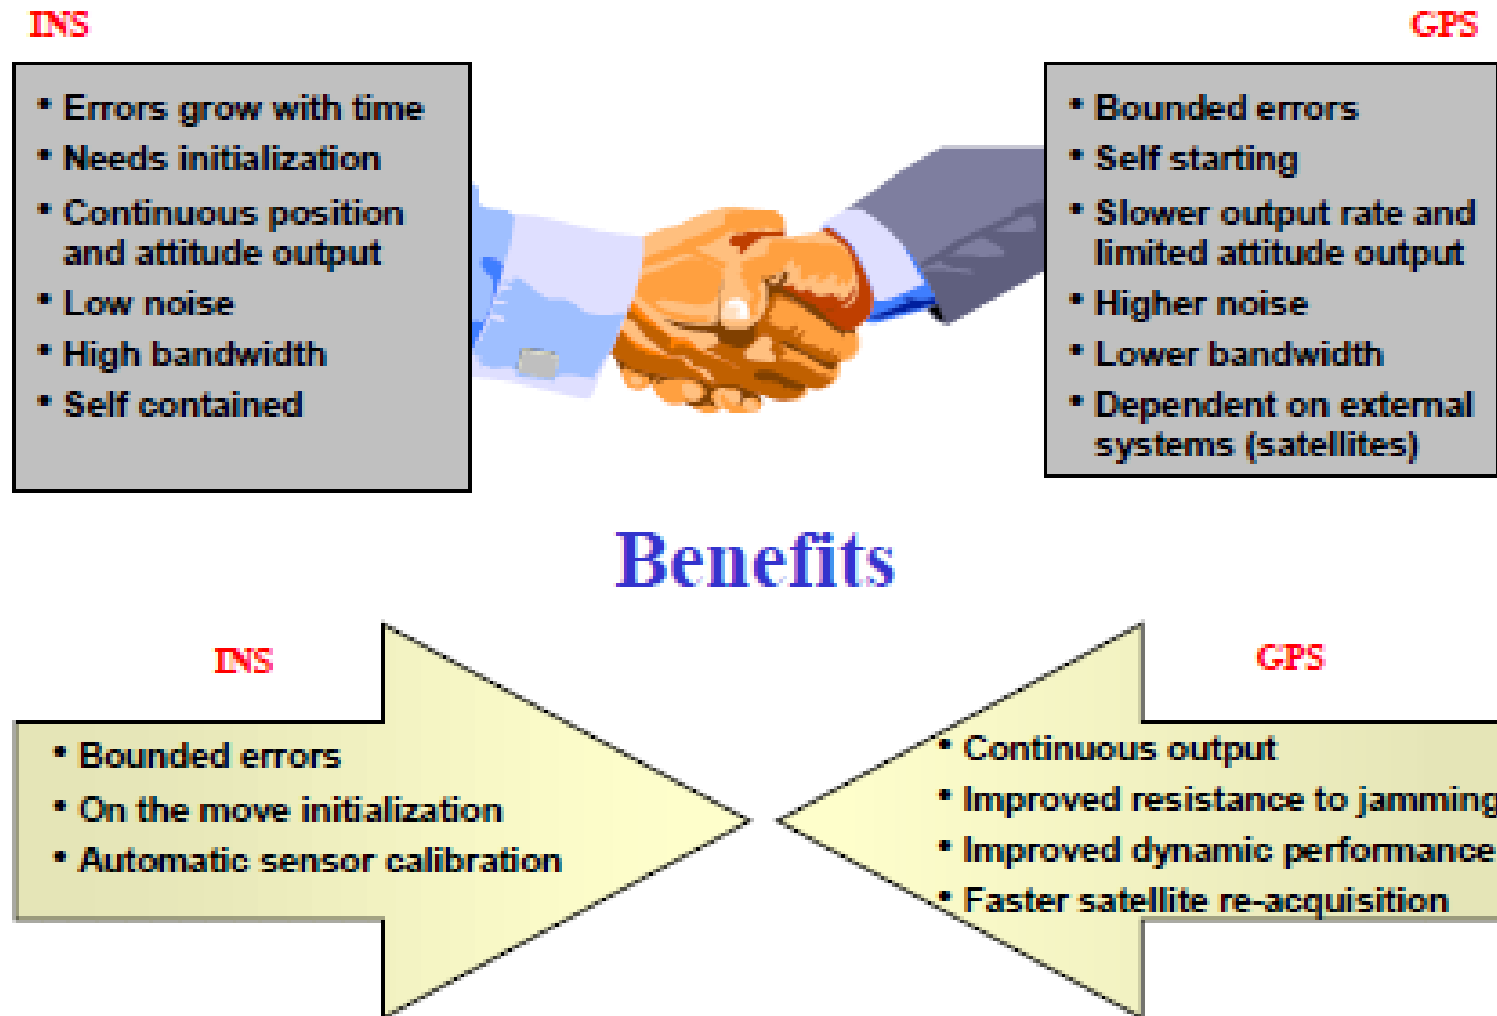 INS
• Errors grow with time
• Needs initialization
• Continuous position
and attitude output
• Low noise
• High bandwidth
• Self contained
GPS
• Bounded errors
• Self starting
• Slower output rate and
limited attitude output
• Higher noise
• Lower bandwidth
• Dependent on external
systems (satellites)
Benefits
INS
• Bounded errors
• On the move initialization
• Automatic sensor calibration
GPS
• Continuous output
• Improved resistance to jamming
• Improved dynamic performance
• Faster satellite re-acquisition